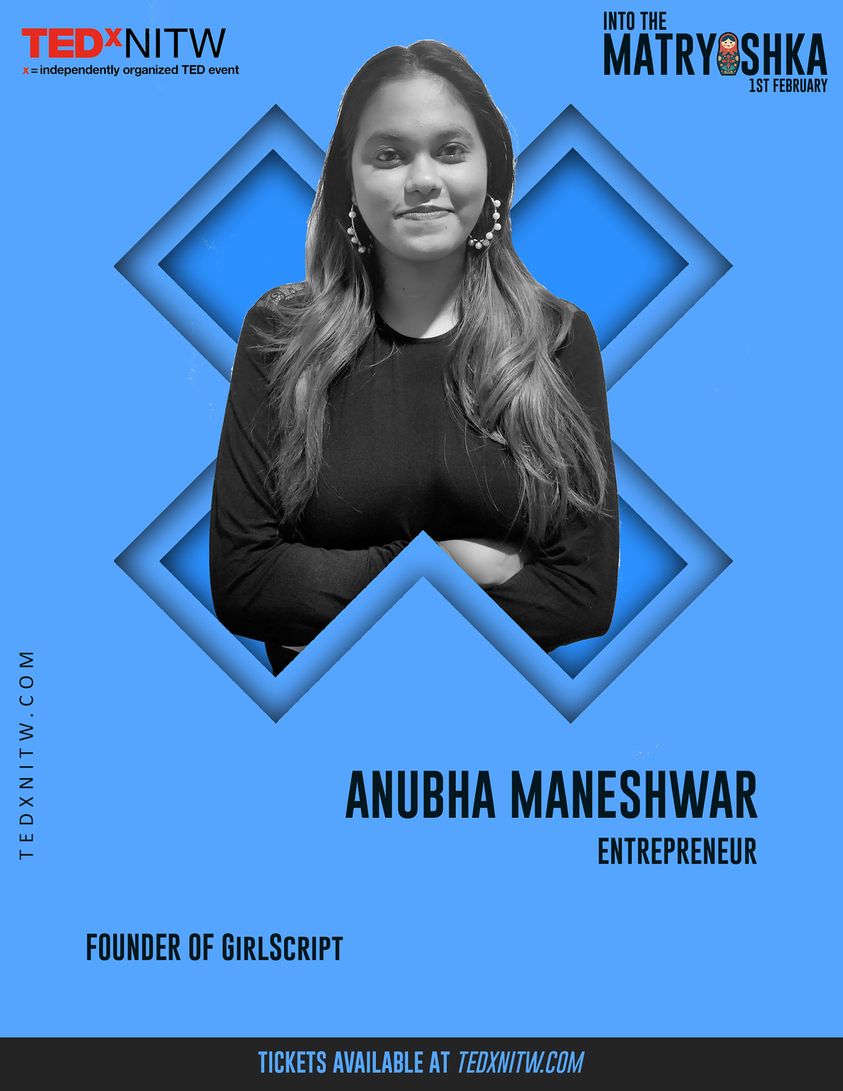 TEDxNITW
x = independently organized TED event
INTO THE
MATRYOSHKA
1ST FEBRUARY
TEDXNITW.COM
ANUBHA MANESHWAR
ENTREPRENEUR
FOUNDER OF GIRLSCRIPT
TICKETS AVAILABLE AT TEDXNITW.COM